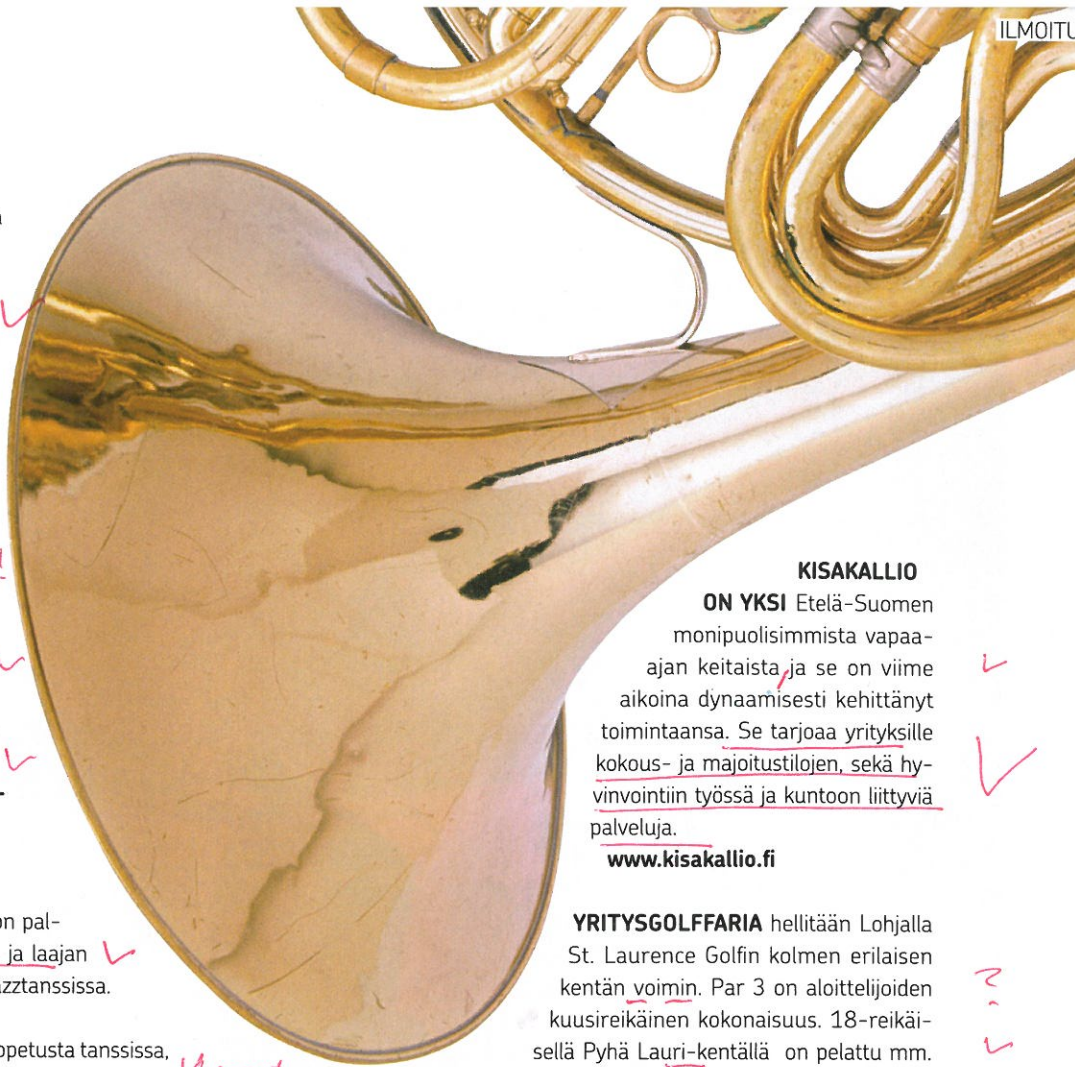 ILMOITU
on pal-
ja laajan
azztanssissa.
opetusta tanssissa,
KISAKALLIO
ON YKSI Etelä-Suomen
monipuolisimmista vapaa-
ajan keitaista ja se on viime
aikoina dynaamisesti kehittänyt
toimintaansa. Se tarjoaa yrityksille
kokous- ja majoitustilojen, sekä hy-
vinvointiin työssä ja kuntoon liittyviä
palveluja.
www.kisakallio.fi
YRITYSGOLFFARIA hellitään Lohjalla
St. Laurence Golfin kolmen erilaisen
kentän voimin. Par 3 on aloittelijoiden
kuusireikäinen kokonaisuus. 18-reikäi-
sellä Pyhä Lauri-kentällä on pelattu mm.